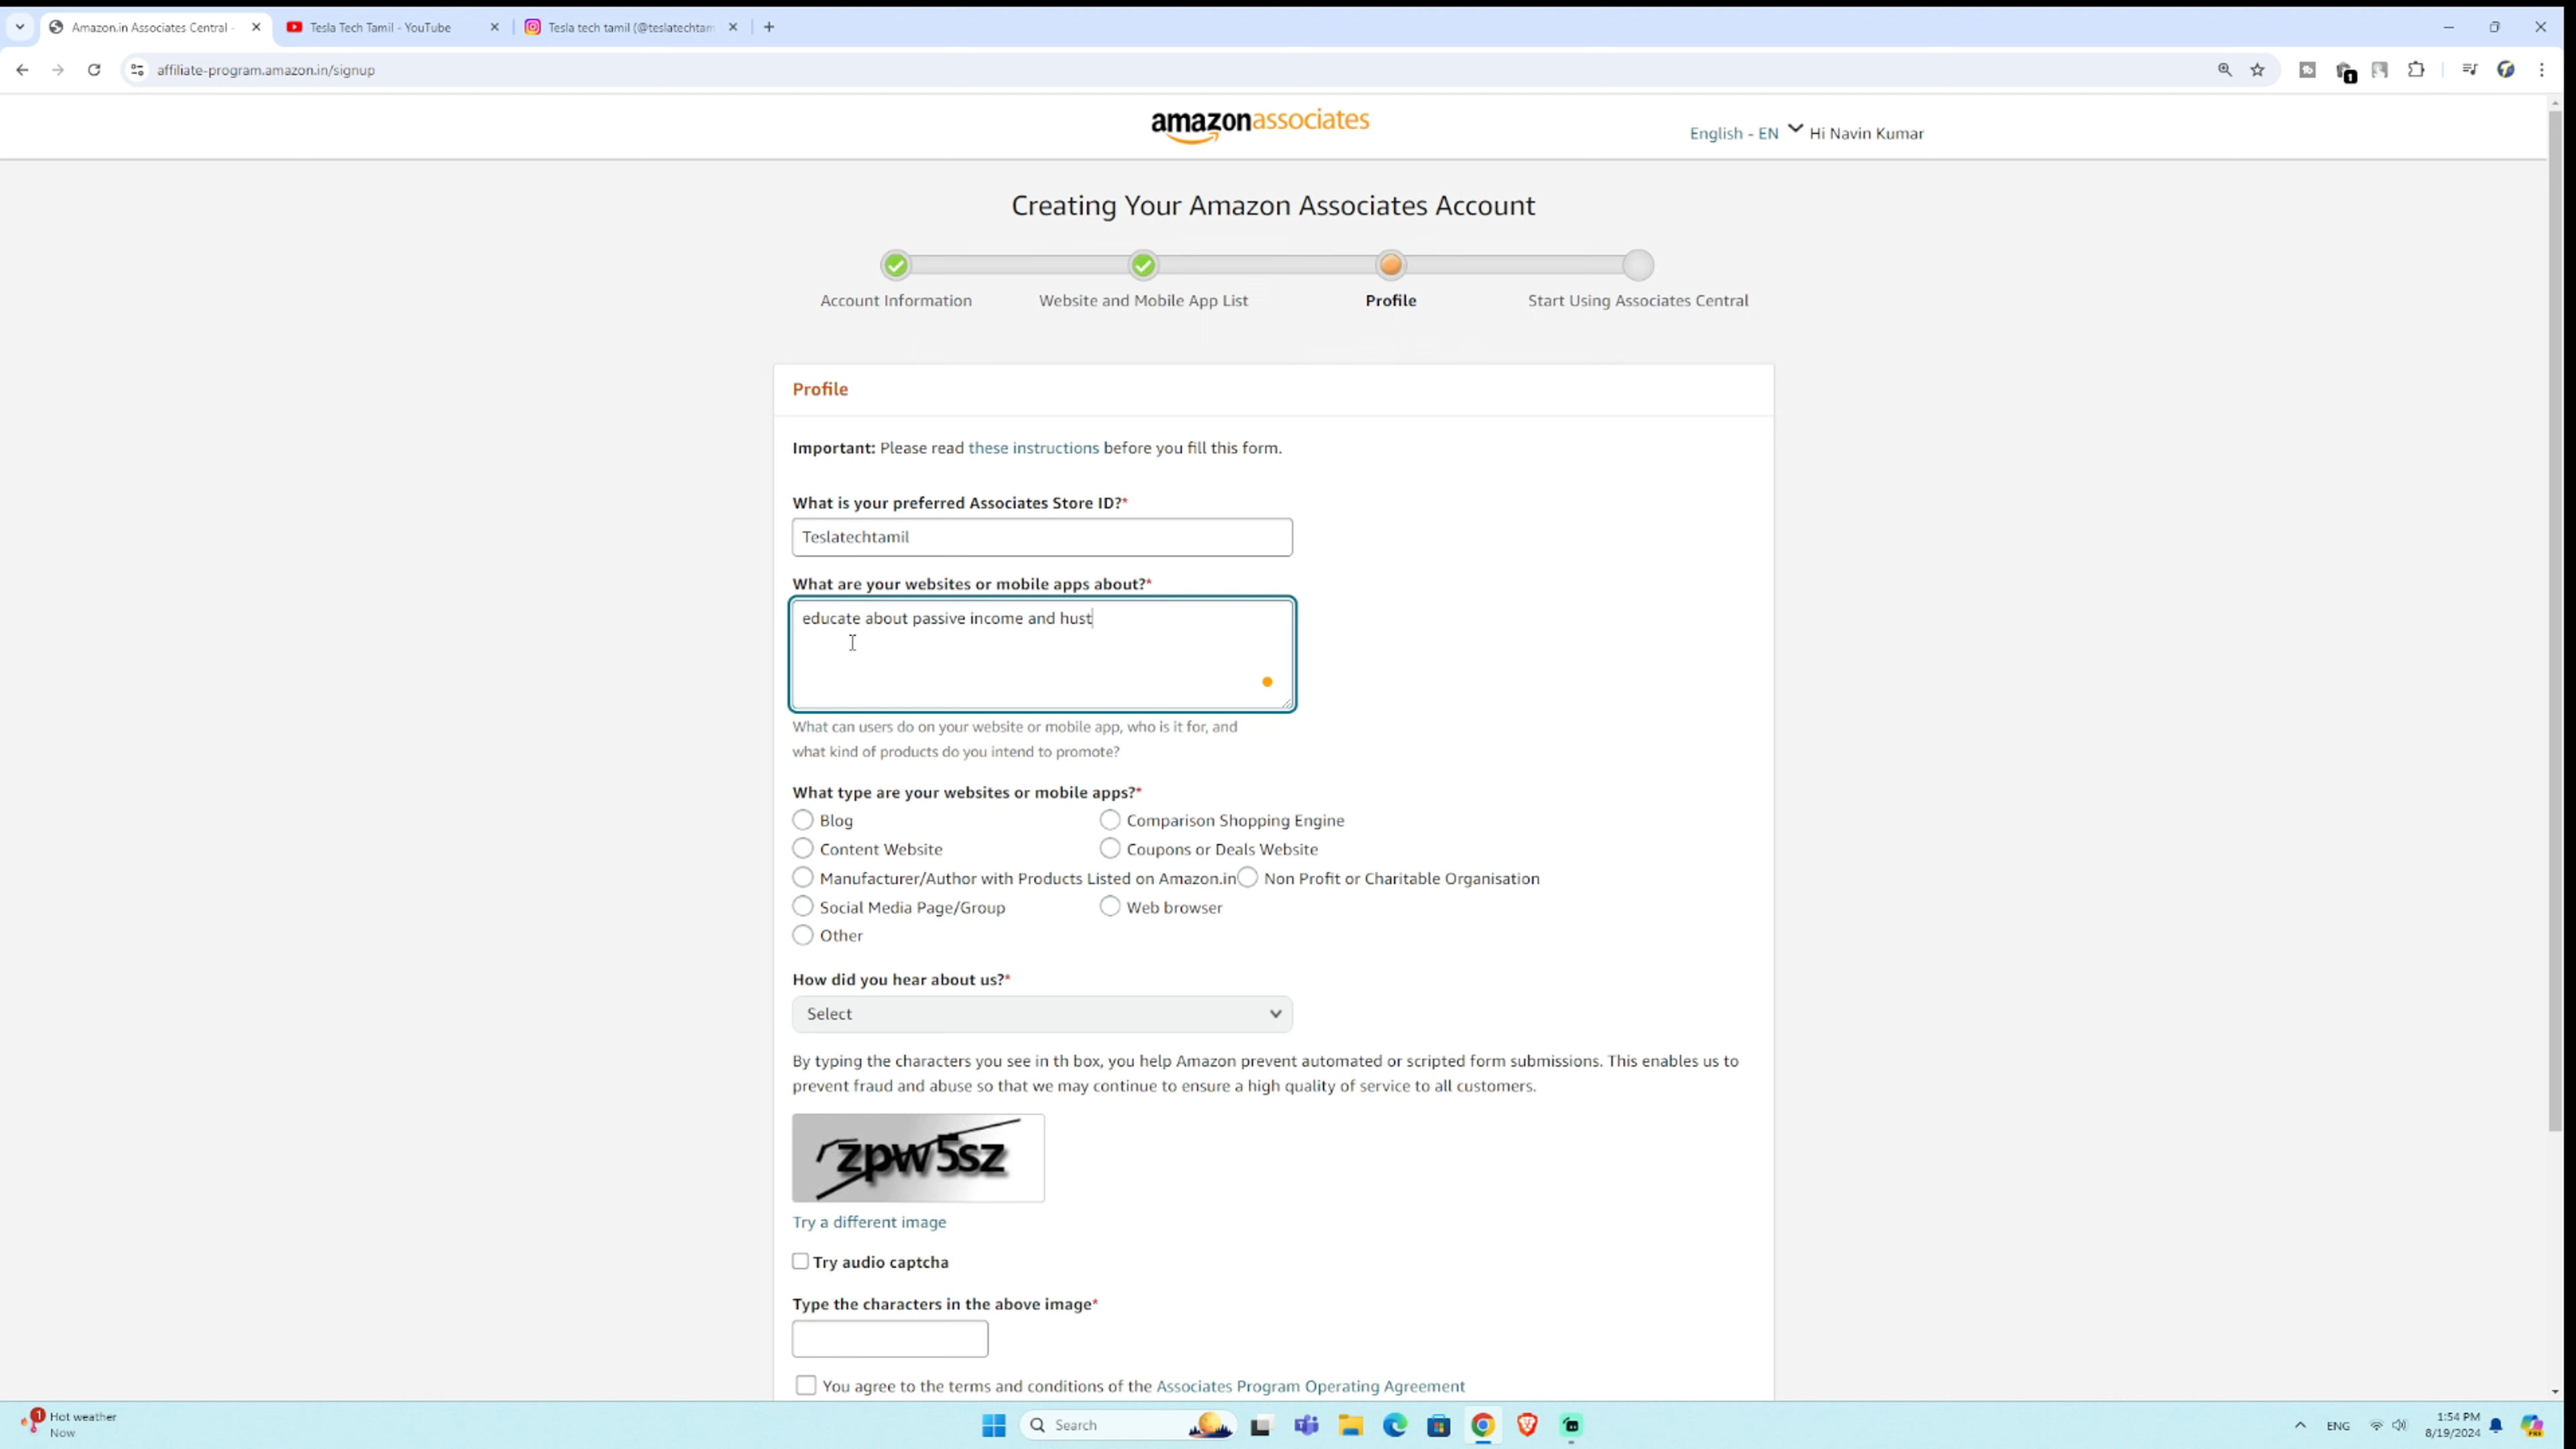 Amazon.in Associates Central -
Tesla Tech Tamil - YouTube
Tesla tech tamil (@teslatechtam
affiliate-program.amazon.in/signup
1
amazonassociates
English - EN
Hi Navin Kumar
Creating Your Amazon Associates Account
Account Information
Website and Mobile App List
Profile
Start Using Associates Central
Profile
Important: Please read these instructions before you fill this form.
What is your preferred Associates Store ID?*
Teslatechtamil
What are your websites or mobile apps about?*
educate about passive income and hust
What can users do on your website or mobile app, who is it for, and
what kind of products do you intend to promote?
What type are your websites or mobile apps?*
Blog
Comparison Shopping Engine
Content Website
Coupons or Deals Website
Manufacturer/Author with Products Listed on Amazon.in
Non Profit or Charitable Organisation
Social Media Page/Group
Web browser
Other
How did you hear about us?*
Select
By typing the characters you see in th box, you help Amazon prevent automated or scripted form submissions. This enables us to
prevent fraud and abuse so that we may continue to ensure a high quality of service to all customers.
zpw5sz
Try a different image
Try audio captcha
Type the characters in the above image*
You agree to the terms and conditions of the Associates Program Operating Agreement
1
Hot weather
Now
Search
ENG
1:54 PM
8/19/2024